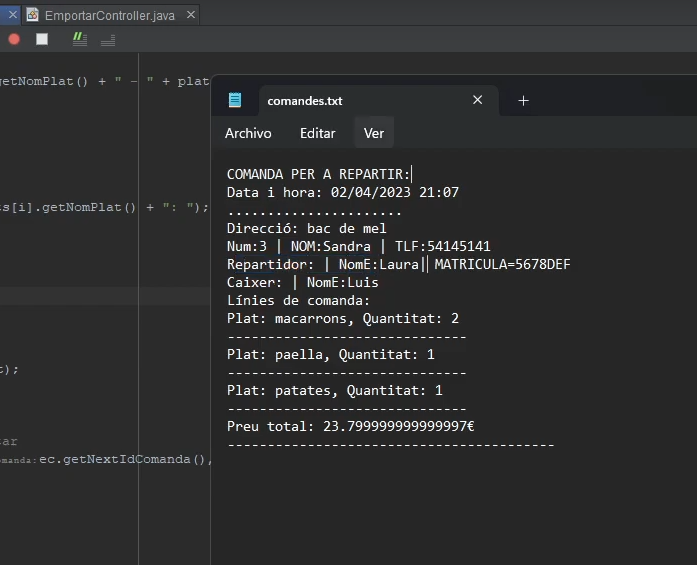 EmportarController.java
getNomPlat() + " - " + plat
comandes.txt
Archivo Editar Ver
COMANDA PER A REPARTIR:
Data i hora: 02/04/2023 21:07
......................
Direcció: bac de mel
Num:3 | NOM:Sandra | TLF:54145141
Repartidor: | NomE:Laura|| MATRICULA=5678DEF
Caixer: | NomE:Luis
Línies de comanda:
Plat: macarrons, Quantitat: 2
------------------------------
Plat: paella, Quantitat: 1
------------------------------
Plat: patates, Quantitat: 1
------------------------------
Preu total: 23.799999999999997€
-----------------------------------------
s[i].getNomPlat() + ": ");
);
tar
omanda: ec.getNextIdComanda(),